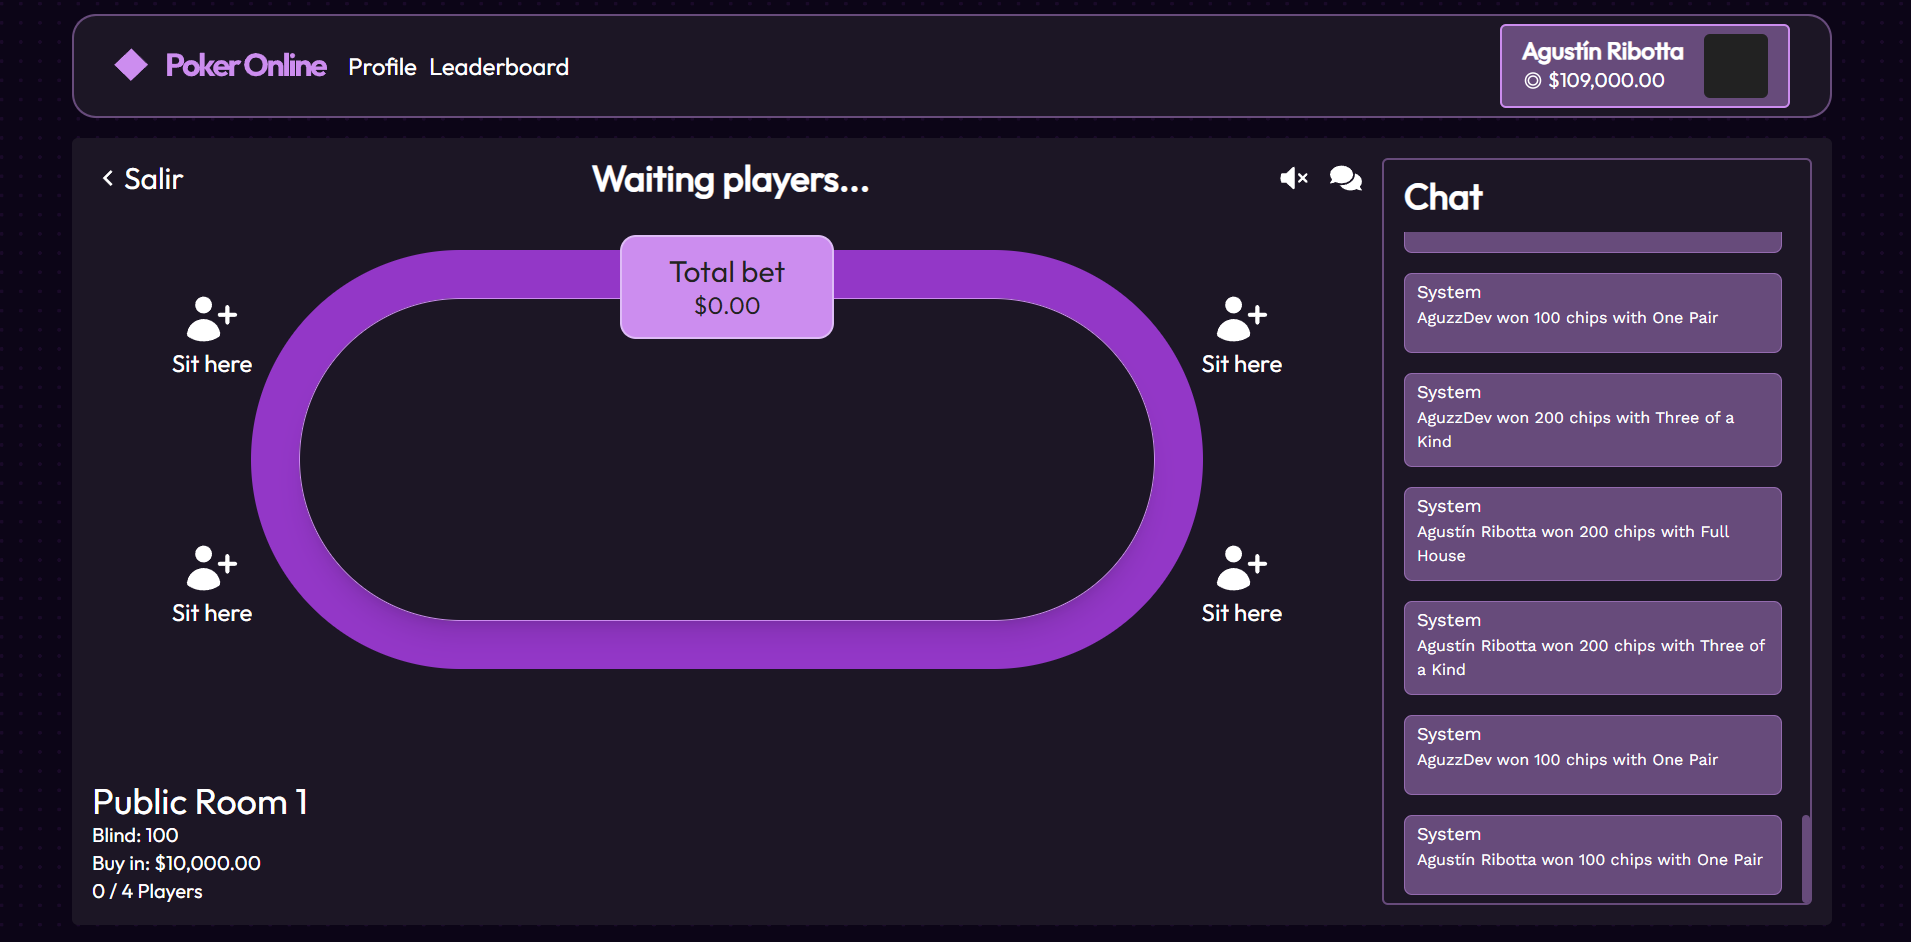 Poker Online
Profile
Leaderboard
Agustín Ribotta
$109,000.00
Salir
Waiting players...
Total bet
$0.00
Sit here
Sit here
Sit here
Sit here
Public Room 1
Blind: 100
Buy in: $10,000.00
0 / 4 Players
Chat
System
AguzzDev won 100 chips with One Pair
System
AguzzDev won 200 chips with Three of a
Kind
System
Agustín Ribotta won 200 chips with Full
House
System
Agustín Ribotta won 200 chips with Three of
a Kind
System
AguzzDev won 100 chips with One Pair
System
Agustín Ribotta won 100 chips with One Pair